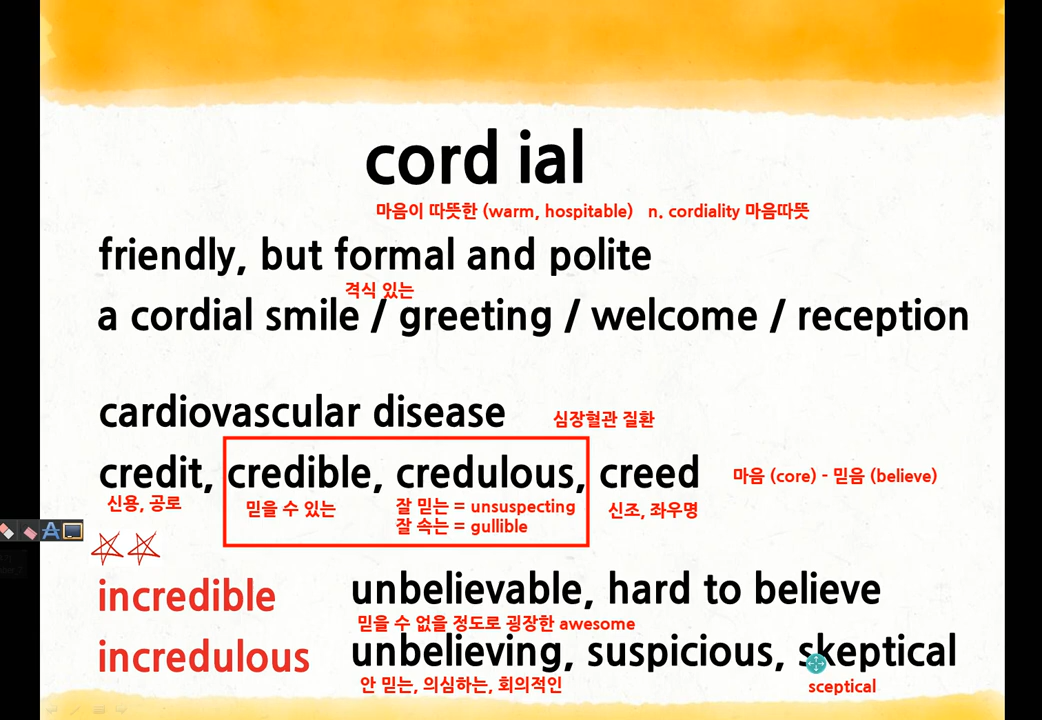 cord ial
마음이 따뜻한 (warm, hospitable) n. cordiality 마음따뜻
friendly, but formal and polite
격식 있는
a cordial smile / greeting / welcome / reception
cardiovascular disease 심장혈관 질환
credit, credible, credulous, creed 마음 (core) - 믿음 (believe)
신용, 공로 믿을 수 있는 잘 믿는 = unsuspecting 신조, 좌우명
잘 속는 = gullible
incredible unbelievable, hard to believe
믿을 수 없을 정도로 굉장한 awesome
incredulous unbelieving, suspicious, skeptical
안 믿는, 의심하는, 회의적인 sceptical